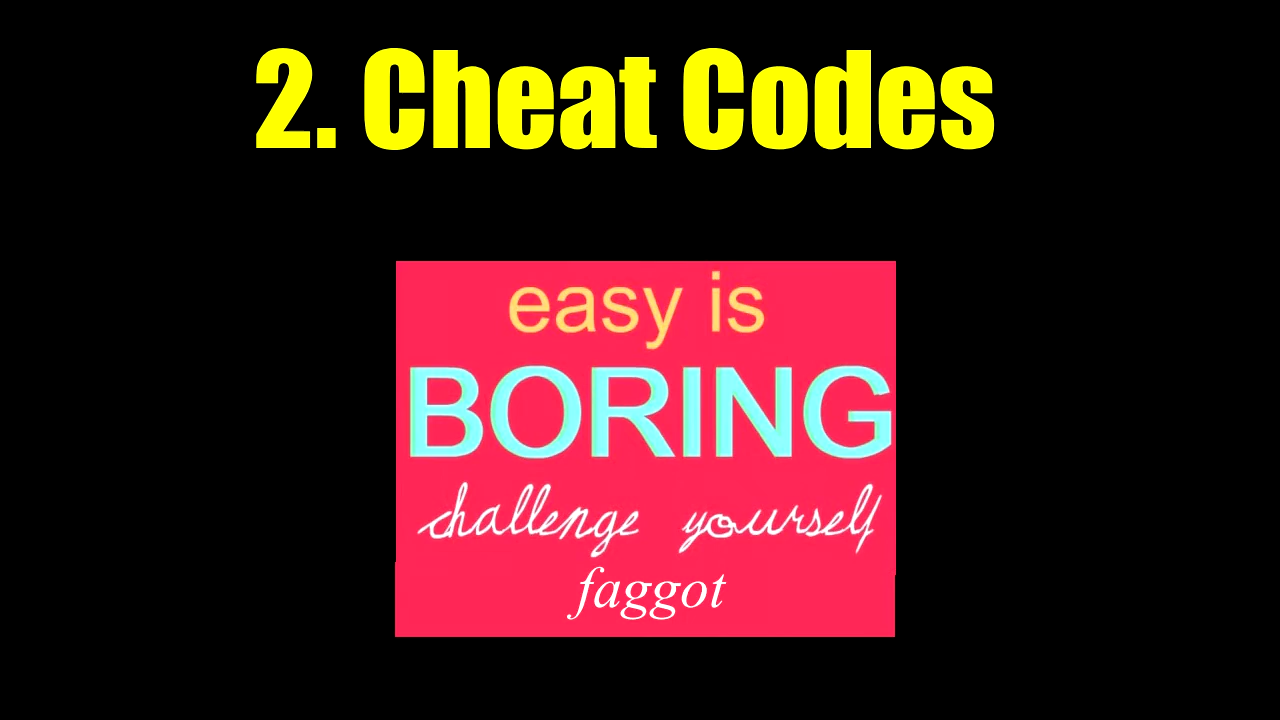 2. Cheat Codes
easy is
BORING
challenge yourself
faggot